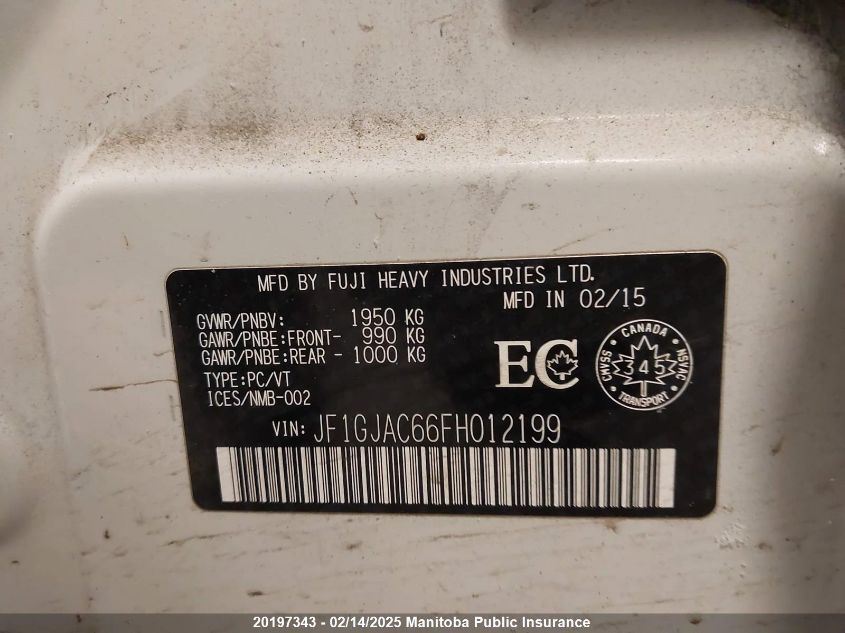 MFD BY FUJI HEAVY INDUSTRIES LTD.
MFD IN 02/15
GVWR/PNBV: 1950 KG
GAWR/PNBE:FRONT- 990 KG
GAWR/PNBE:REAR - 1000 KG
TYPE:PC/VT
ICES/NMB-002
EC
CANADA
SSAMC NSVAC
345
TRANSPORT
VIN: JF1GJAC66FH012199
20197343 - 02/14/2025 Manitoba Public Insurance